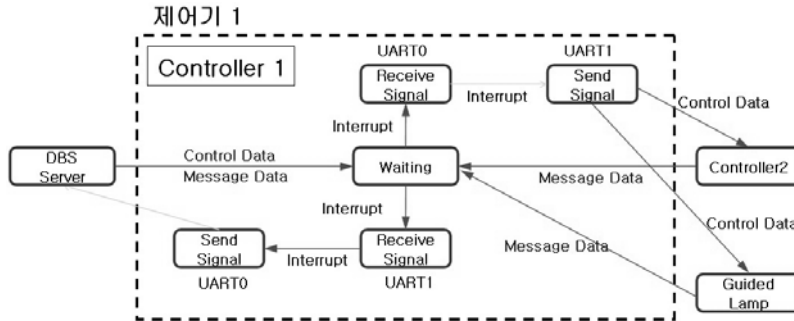 제어기 1
Controller 1
UART0
Receive
Signal
Interrupt
UART1
Send
Signal
Control Data
Interrupt
DBS
Server
Control Data
Message Data
Waiting
Message Data
Controller2
Interrupt
Control Data
Send
Signal
UART0
Interrupt
Receive
Signal
UART1
Message Data
Guided
Lamp